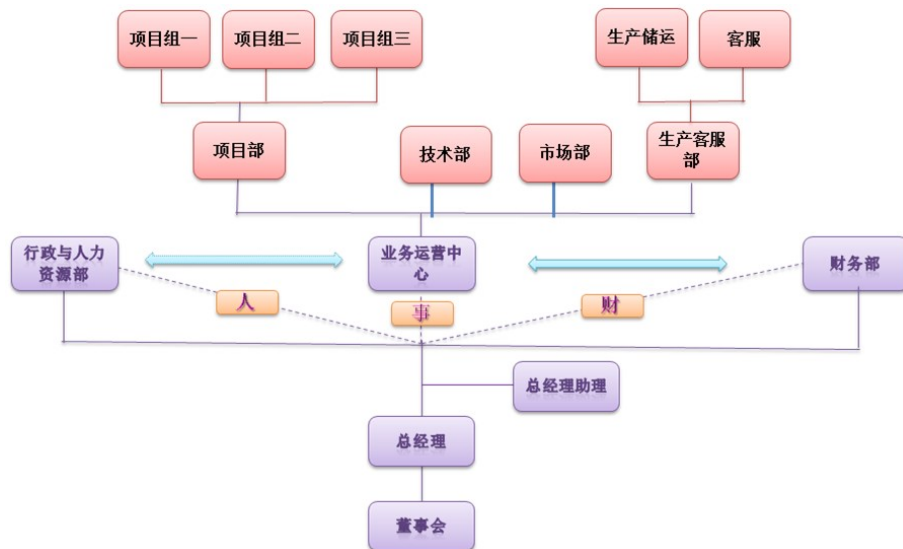 项目组一
项目组二
项目组三
生产储运
客服
项目部
技术部
市场部
生产客服
部
行政与人力
资源部
业务运营中
心
财务部
人
事
财
总经理助理
总经理
董事会